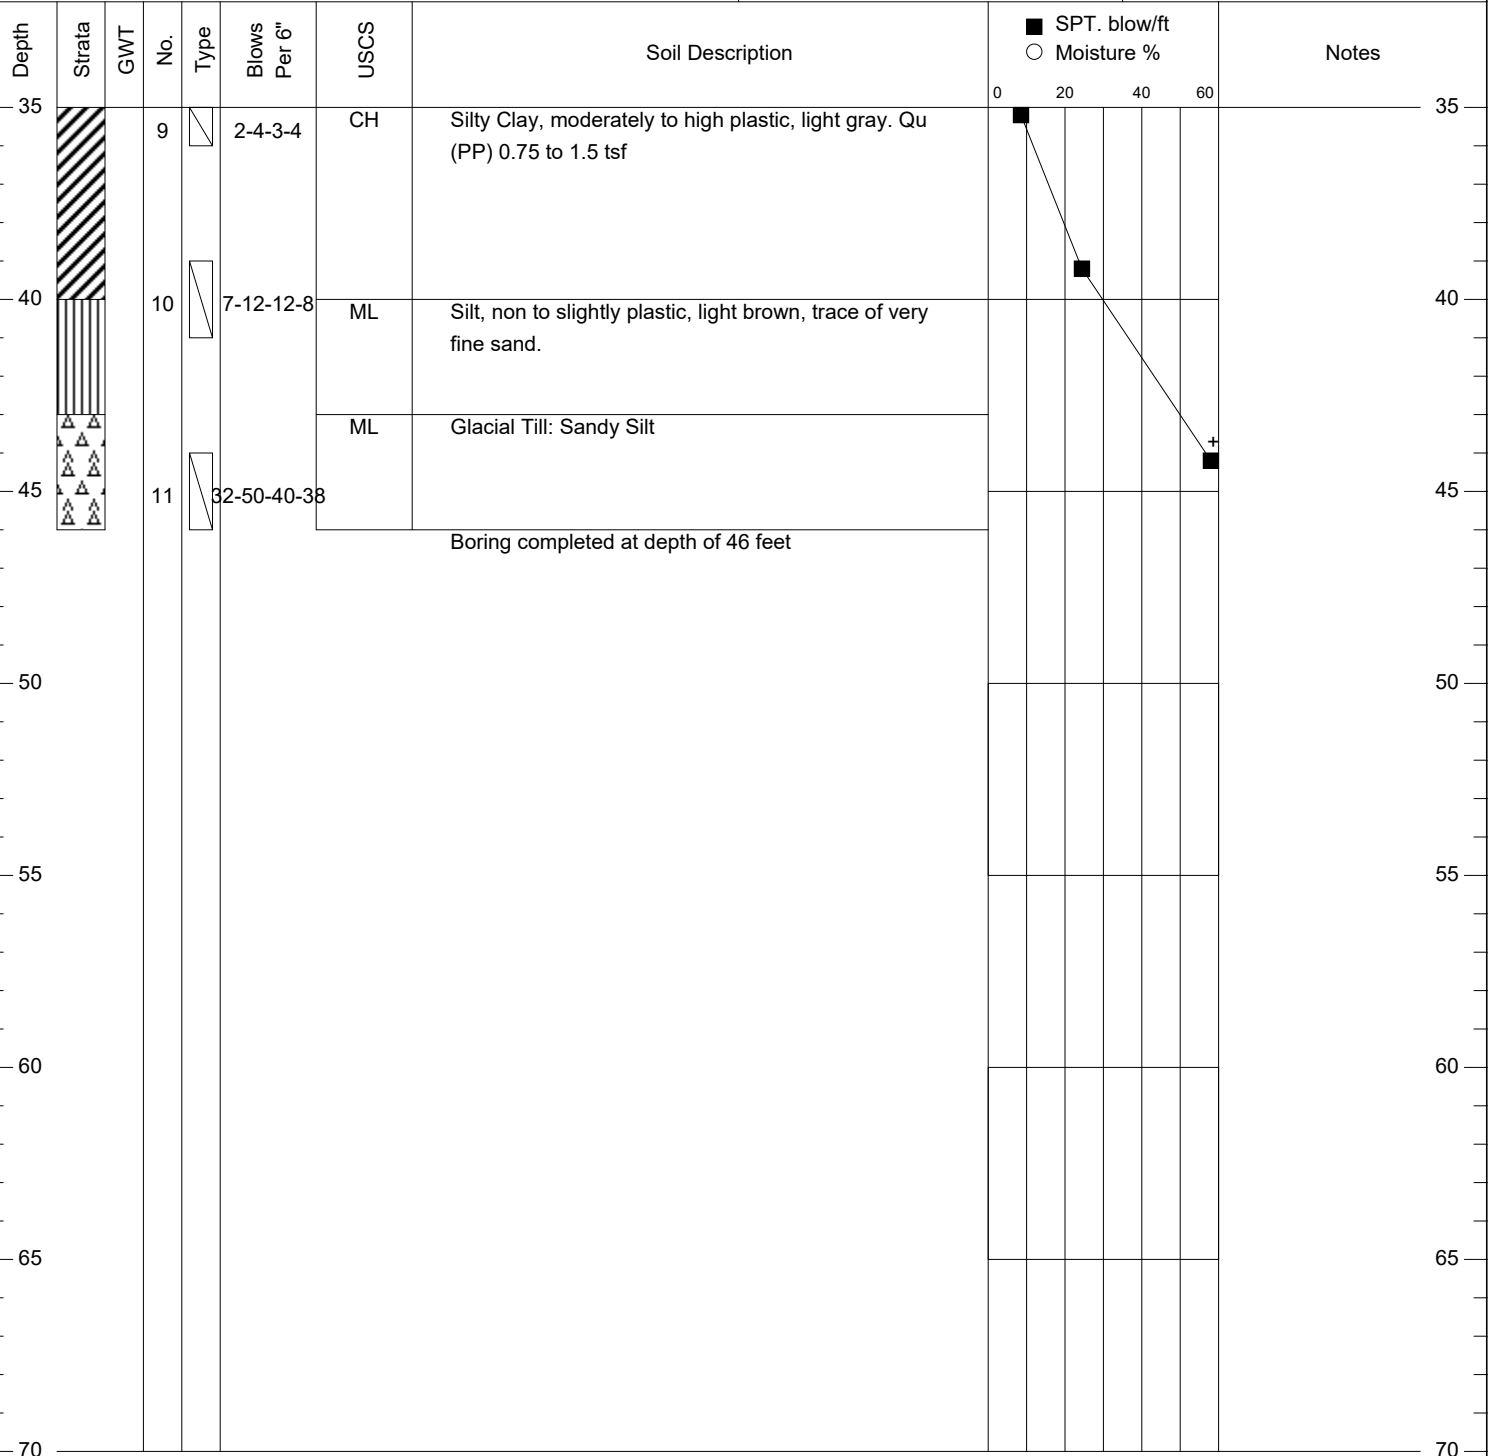 Depth Strata GWT No. Type Blows Per 6" USCS Soil Description ■ SPT. blow/ft ○ Moisture % Notes
0 20 40 60
35 9 2-4-3-4 CH Silty Clay, moderately to high plastic, light gray. Qu 35
(PP) 0.75 to 1.5 tsf
40 10 7-12-12-8 ML Silt, non to slightly plastic, light brown, trace of very 40
fine sand.
ML Glacial Till: Sandy Silt
+
45 11 32-50-40-38 45
Boring completed at depth of 46 feet
50 50
55 55
60 60
65 65
70 70